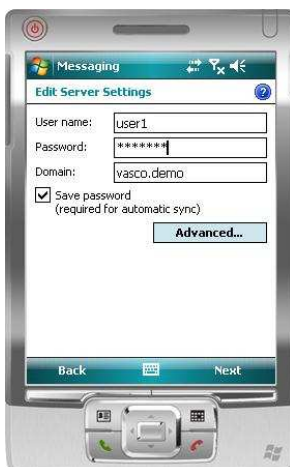 Messaging
Edit Server Settings
User name: user1
Password: *******
Domain: vasco.demo
Save password
(required for automatic sync)
Advanced...
Back Next